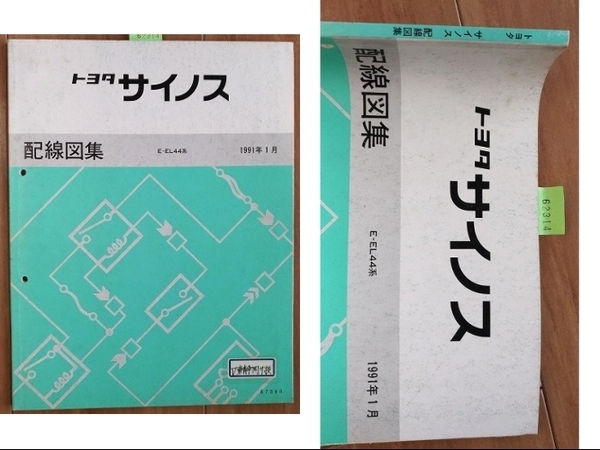 62314
トヨタ サイノス
配線図集
E-EL44系
1991年1月
トヨタ サイノス 配線図集
62314
トヨタ サイノス
配線図集
E-EL44系
1991年1月